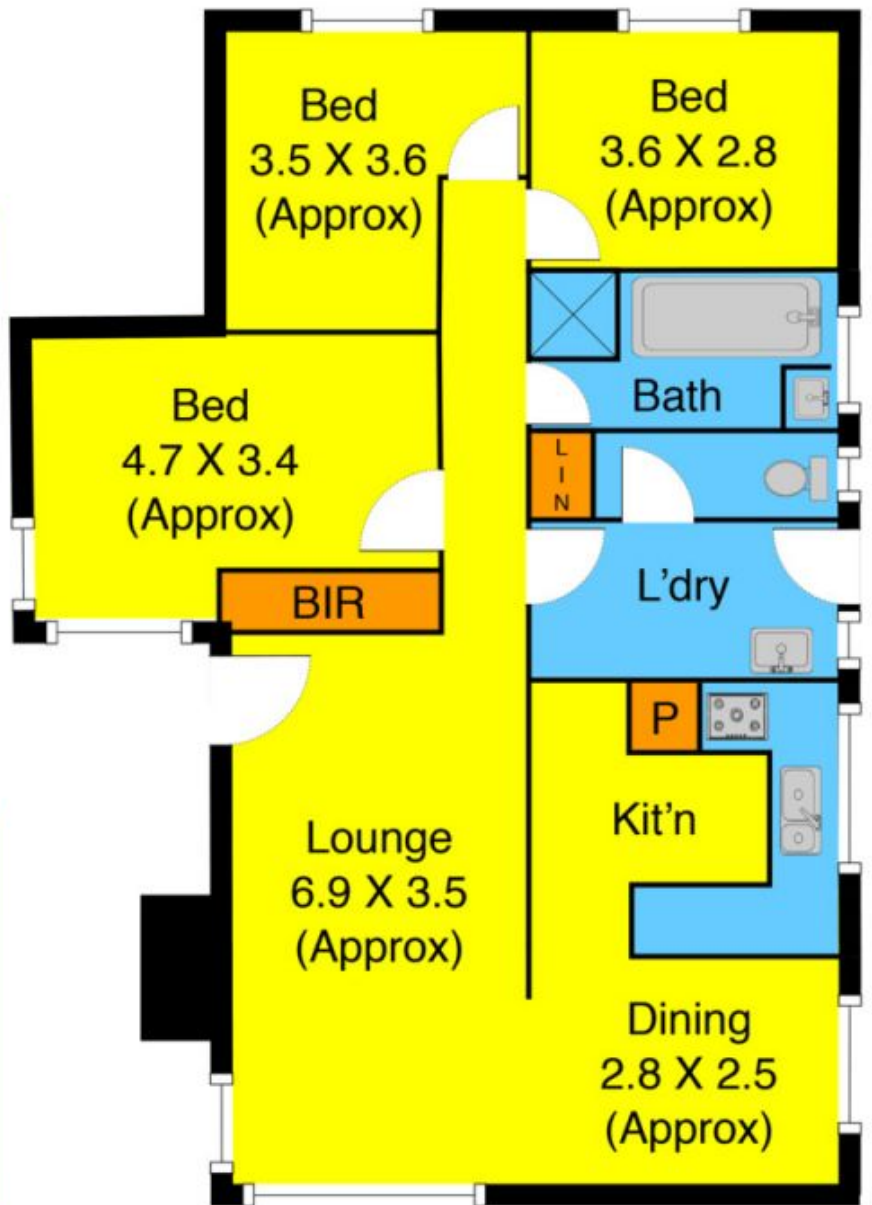 Bed
3.5 X 3.6
(Approx)
Bed
3.6 X 2.8
(Approx)
Bed
4.7 X 3.4
(Approx)
Bath
L
I
N
BIR
L'dry
P
Kit'n
Lounge
6.9 X 3.5
(Approx)
Dining
2.8 X 2.5
(Approx)